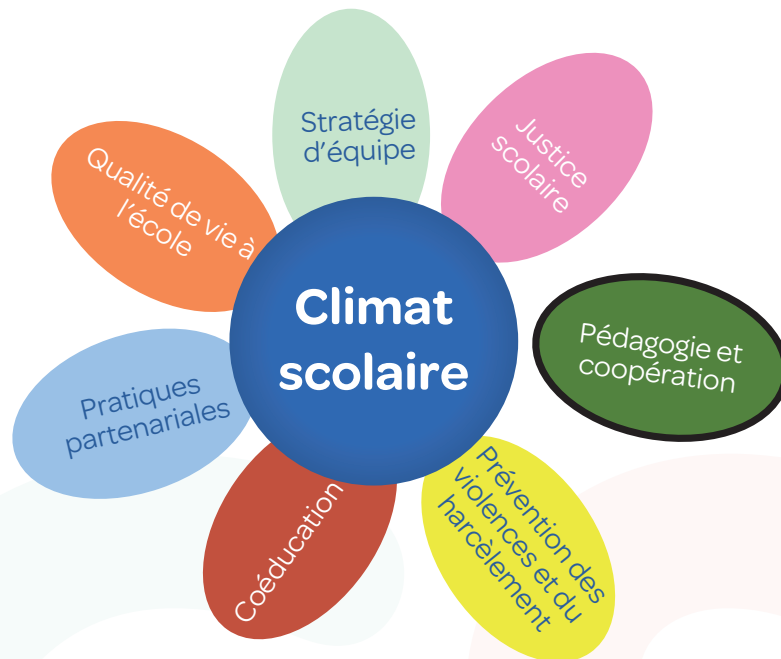 Stratégie
d'équipe
Justice
scolaire
Qualité de vie à
l'école
Climat
scolaire
Pédagogie et
coopération
Pratiques
partenariales
Coéducation
Prévention des
violences et du
harcèlement